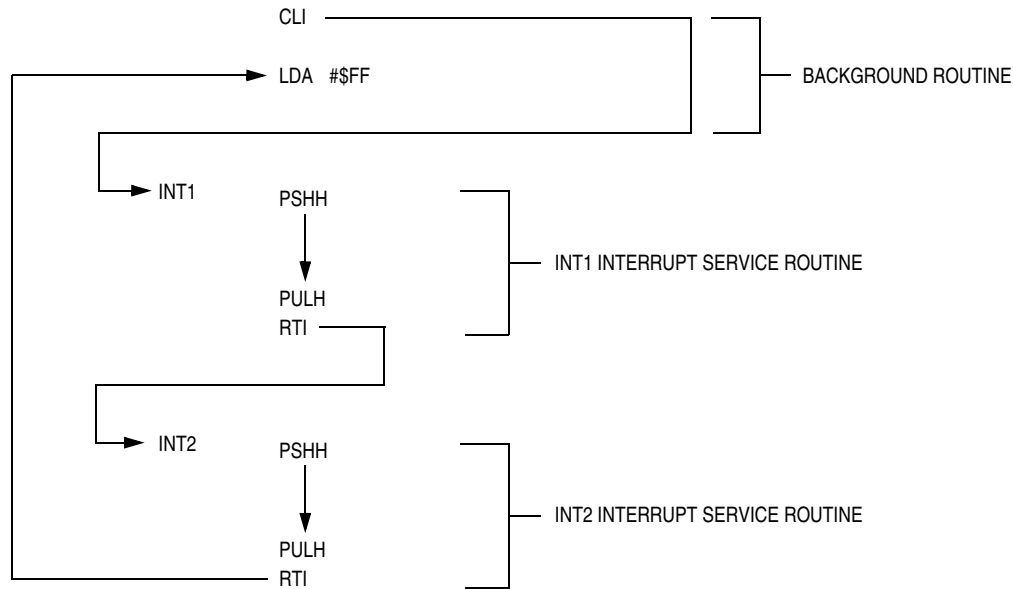 CLI
LDA #$FF
BACKGROUND ROUTINE
INT1
PSHH
INT1 INTERRUPT SERVICE ROUTINE
PULH
RTI
INT2
PSHH
INT2 INTERRUPT SERVICE ROUTINE
PULH
RTI